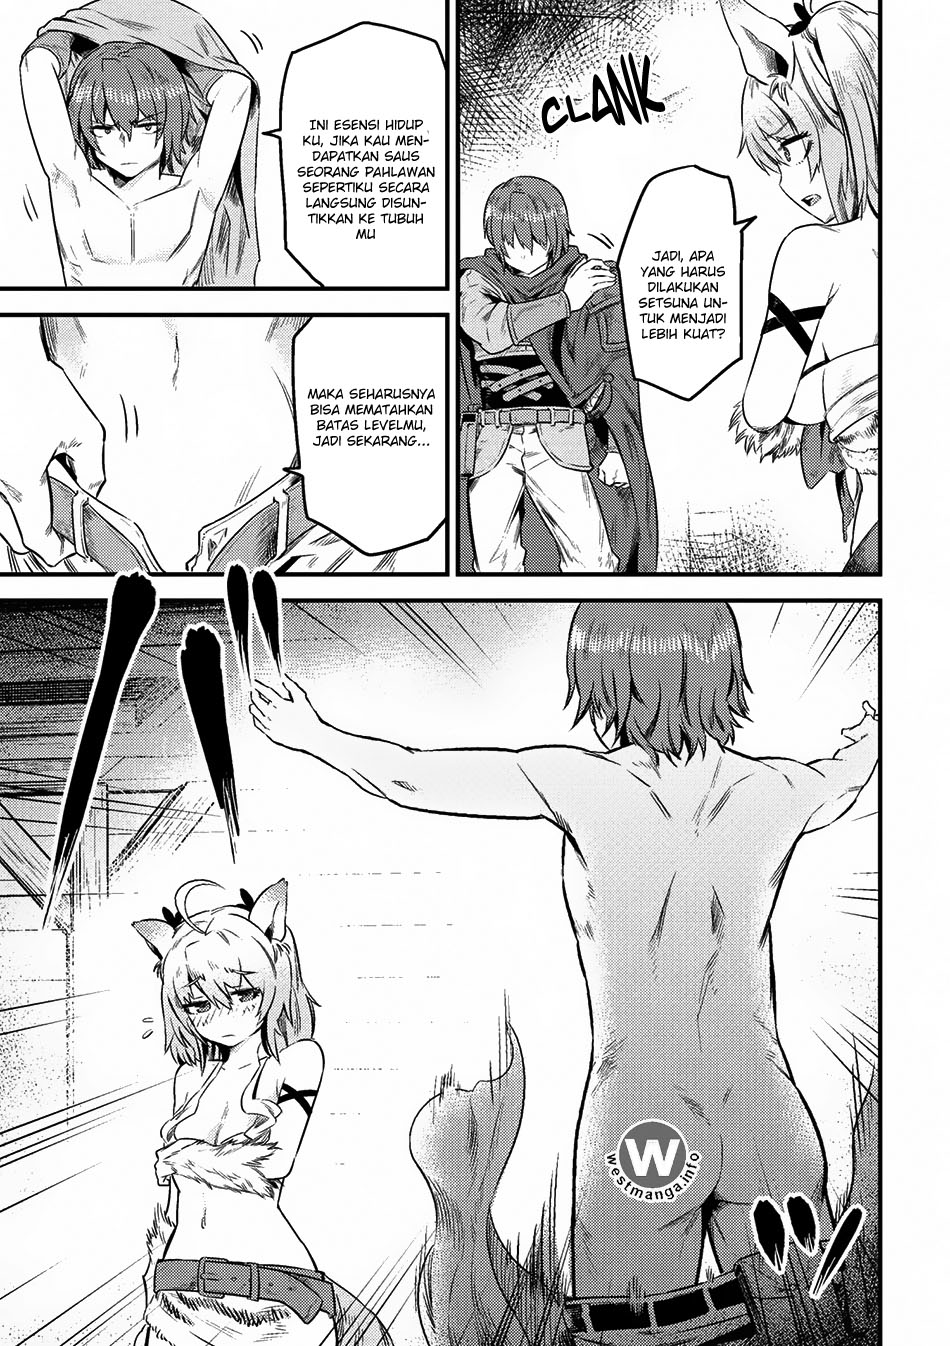 CLANK
JADI, APA
YANG HARUS
DILAKUKAN
SETSUNA UN-
TUK MENJADI
LEBIH KUAT?
INI ESENSI HIDUP
KU, JIKA KAU MEN-
DAPATKAN SAUS
SEORANG PAHLAWAN
SEPERTIKU SECARA
LANGSUNG DISUN-
TIKKAN KE TUBUH
MU
MAKA SEHARUSNYA
BISA MEMATAHKAN
BATAS LEVELMU,
JADI SEKARANG...
バッ
W
westmanga.info